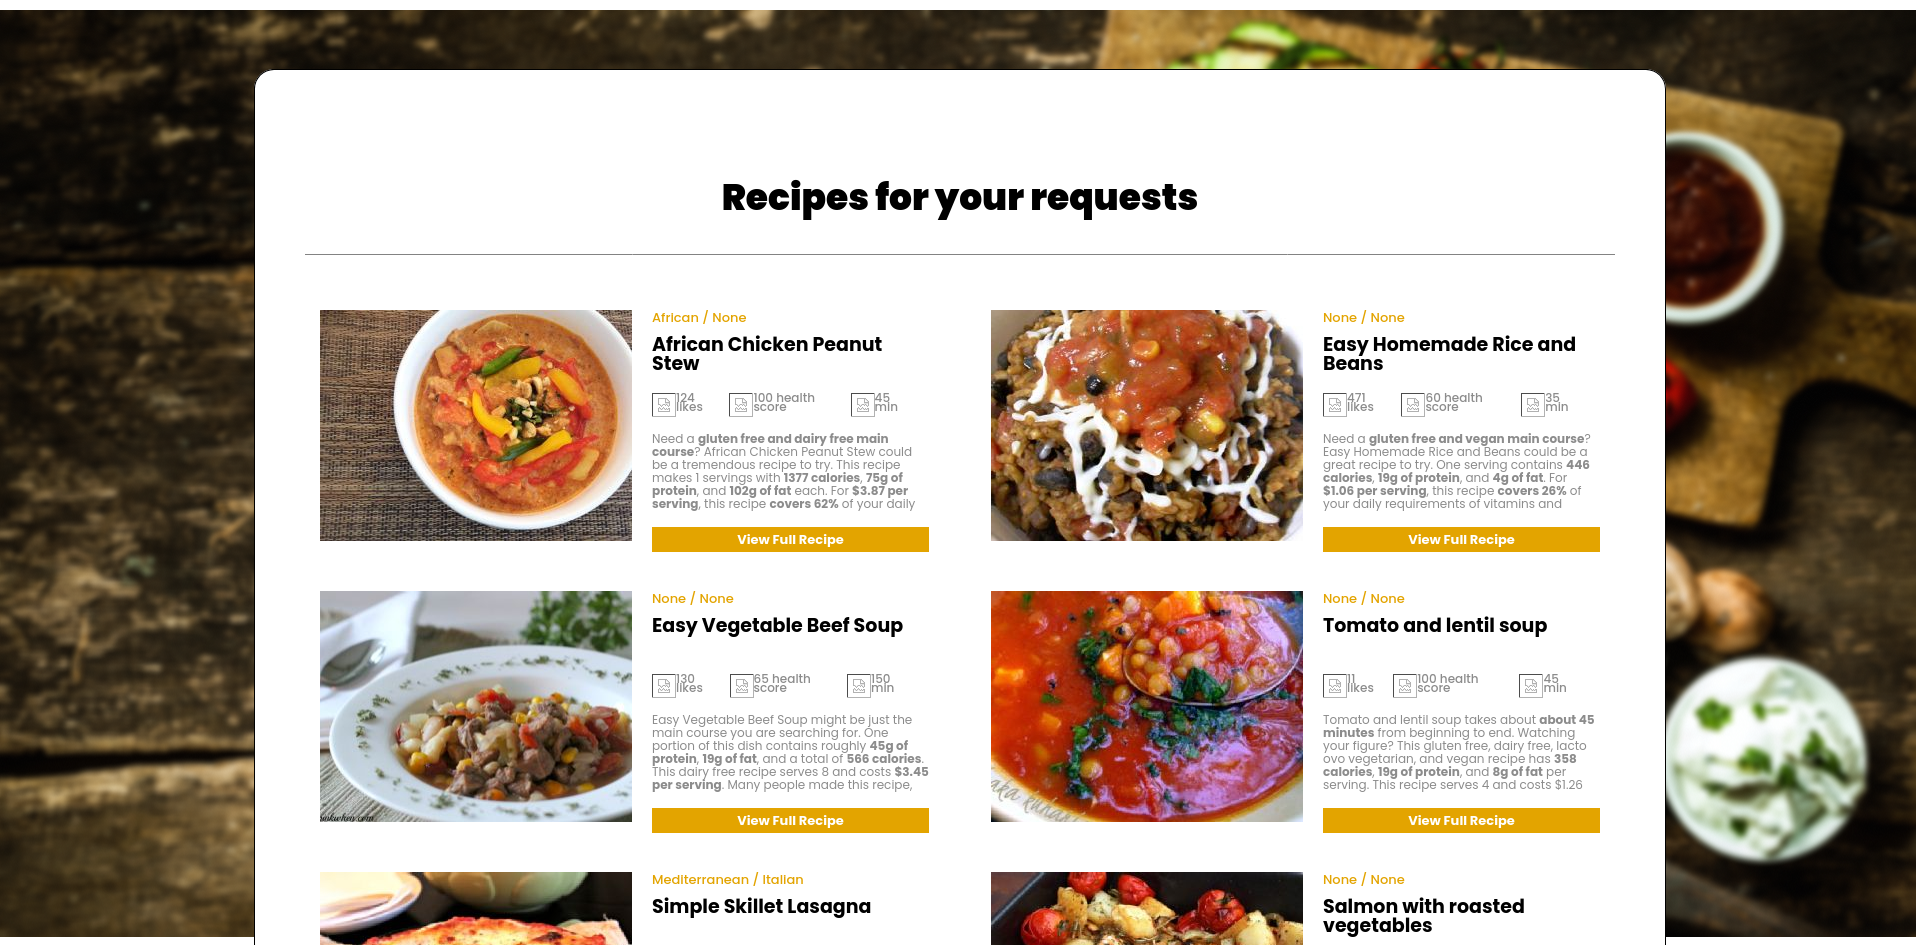 Recipes for your requests
African / None
African Chicken Peanut
Stew
124
likes
100 health
score
45
min
Need a gluten free and dairy free main
course? African Chicken Peanut Stew could
be a tremendous recipe to try. This recipe
makes 1 servings with 1377 calories, 75g of
protein, and 102g of fat each. For $3.87 per
serving, this recipe covers 62% of your daily
View Full Recipe
None / None
Easy Homemade Rice and
Beans
471
likes
60 health
score
35
min
Need a gluten free and vegan main course?
Easy Homemade Rice and Beans could be a
great recipe to try. One serving contains 446
calories, 19g of protein, and 4g of fat. For
$1.06 per serving, this recipe covers 26% of
your daily requirements of vitamins and
View Full Recipe
None / None
Easy Vegetable Beef Soup
130
likes
65 health
score
150
min
Easy Vegetable Beef Soup might be just the
main course you are searching for. One
portion of this dish contains roughly 45g of
protein, 19g of fat, and a total of 566 calories.
This dairy free recipe serves 8 and costs $3.45
per serving. Many people made this recipe,
View Full Recipe
None / None
Tomato and lentil soup
11
likes
100 health
score
45
min
Tomato and lentil soup takes about about 45
minutes from beginning to end. Watching
your figure? This gluten free, dairy free, lacto
ovo vegetarian, and vegan recipe has 358
calories, 19g of protein, and 8g of fat per
serving. This recipe serves 4 and costs $1.26
View Full Recipe
Mediterranean / Italian
Simple Skillet Lasagna
None / None
Salmon with roasted
vegetables